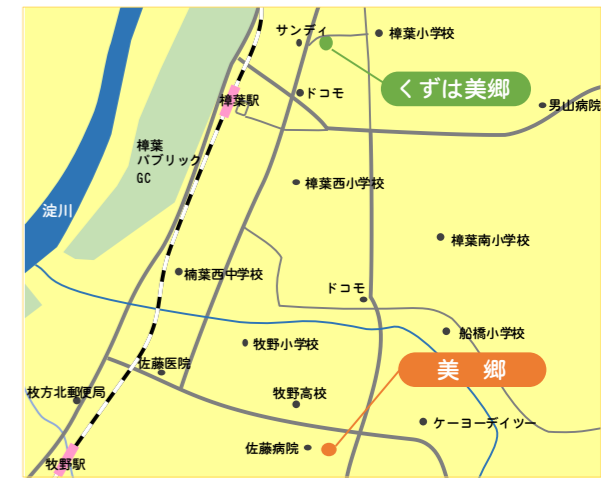 サンディ
樟葉小学校
くずは美郷
樟葉駅
ドコモ
男山病院
樟葉
パブリック
GC
樟葉西小学校
淀川
樟葉南小学校
楠葉西中学校
ドコモ
船橋小学校
牧野小学校
佐藤医院
美 郷
枚方北郵便局
牧野高校
ケーヨーデイツー
佐藤病院
牧野駅